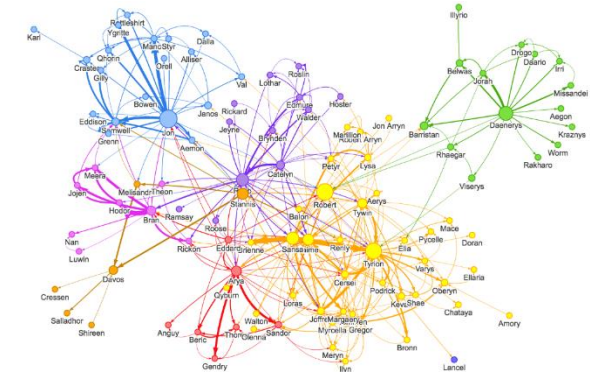 Illyrio
Rattleshirt
Karl
Ygritte
Mance
Styr
Dalla
Qhorin
Orell
Alliser
Craster
Gilly
Val
Bowen
Janos
Eddison
Samwell
Jon
Grenn
Aemon
Roslin
Lothar
Edmure
Rickard
Walder
Hoster
Jeyne
Brynden
Catelyn
Jon Arryn
Marillion
Robert Arryn
Petyr
Lysa
Drogo
Daario
Belwas
Jorah
Irri
Missandei
Aegon
Daenerys
Kraznys
Barristan
Worm
Rhaegar
Rakharo
Viserys
Meera
Jojen
Melisandre
Theon
Hodor
Bran
Ramsay
Stannis
Robert
Aerys
Balon
Tywin
Roose
Nan
Luwin
Rickon
Eddard
Brienne
Sansa
Renly
Tyrion
Elia
Pycelle
Mace
Doran
Varys
Davos
Arya
Qyburn
Cersei
Podrick
Kevan
Shae
Oberyn
Ellaria
Cressen
Salladhor
Shireen
Loras
Chataya
Amory
Anguy
Beric
Thoros
Sandor
Walton
Olenna
Joffrey
Margaery
Myrcella
Gregor
Gendry
Meryn
Ilyn
Bronn
Lancel